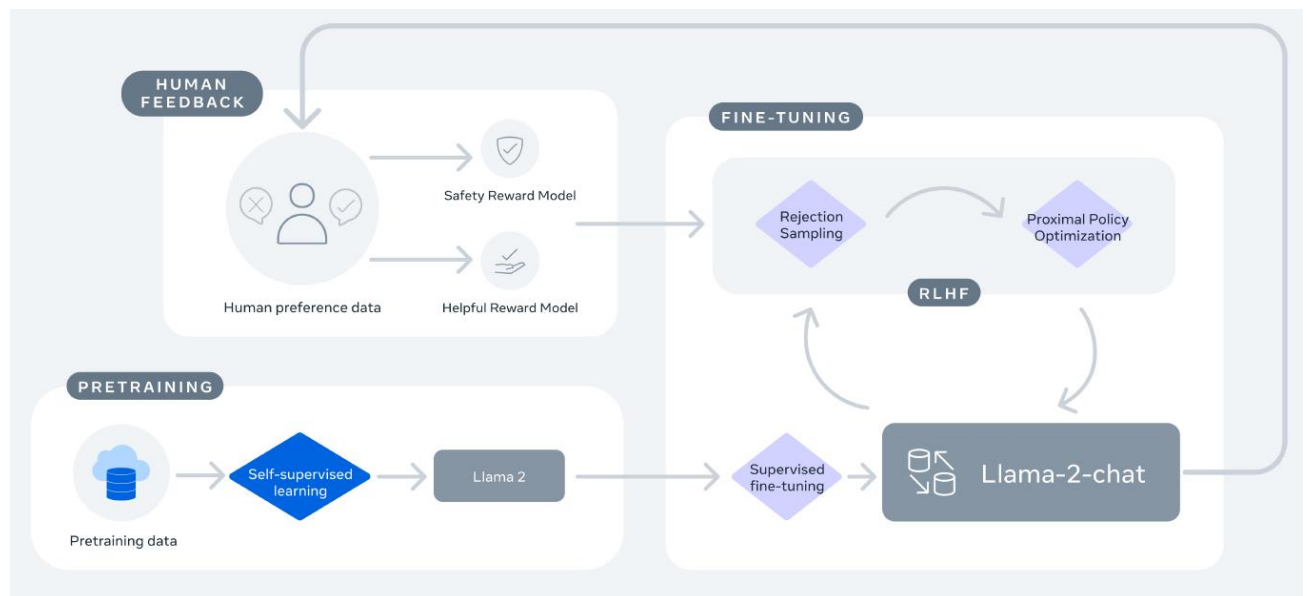 HUMAN
FEEDBACK
Safety Reward Model
Human preference data
Helpful Reward Model
FINE-TUNING
Rejection
Sampling
Proximal Policy
Optimization
RLHF
PRETRAINING
Pretraining data
Self-supervised
learning
Llama 2
Supervised
fine-tuning
Llama-2-chat